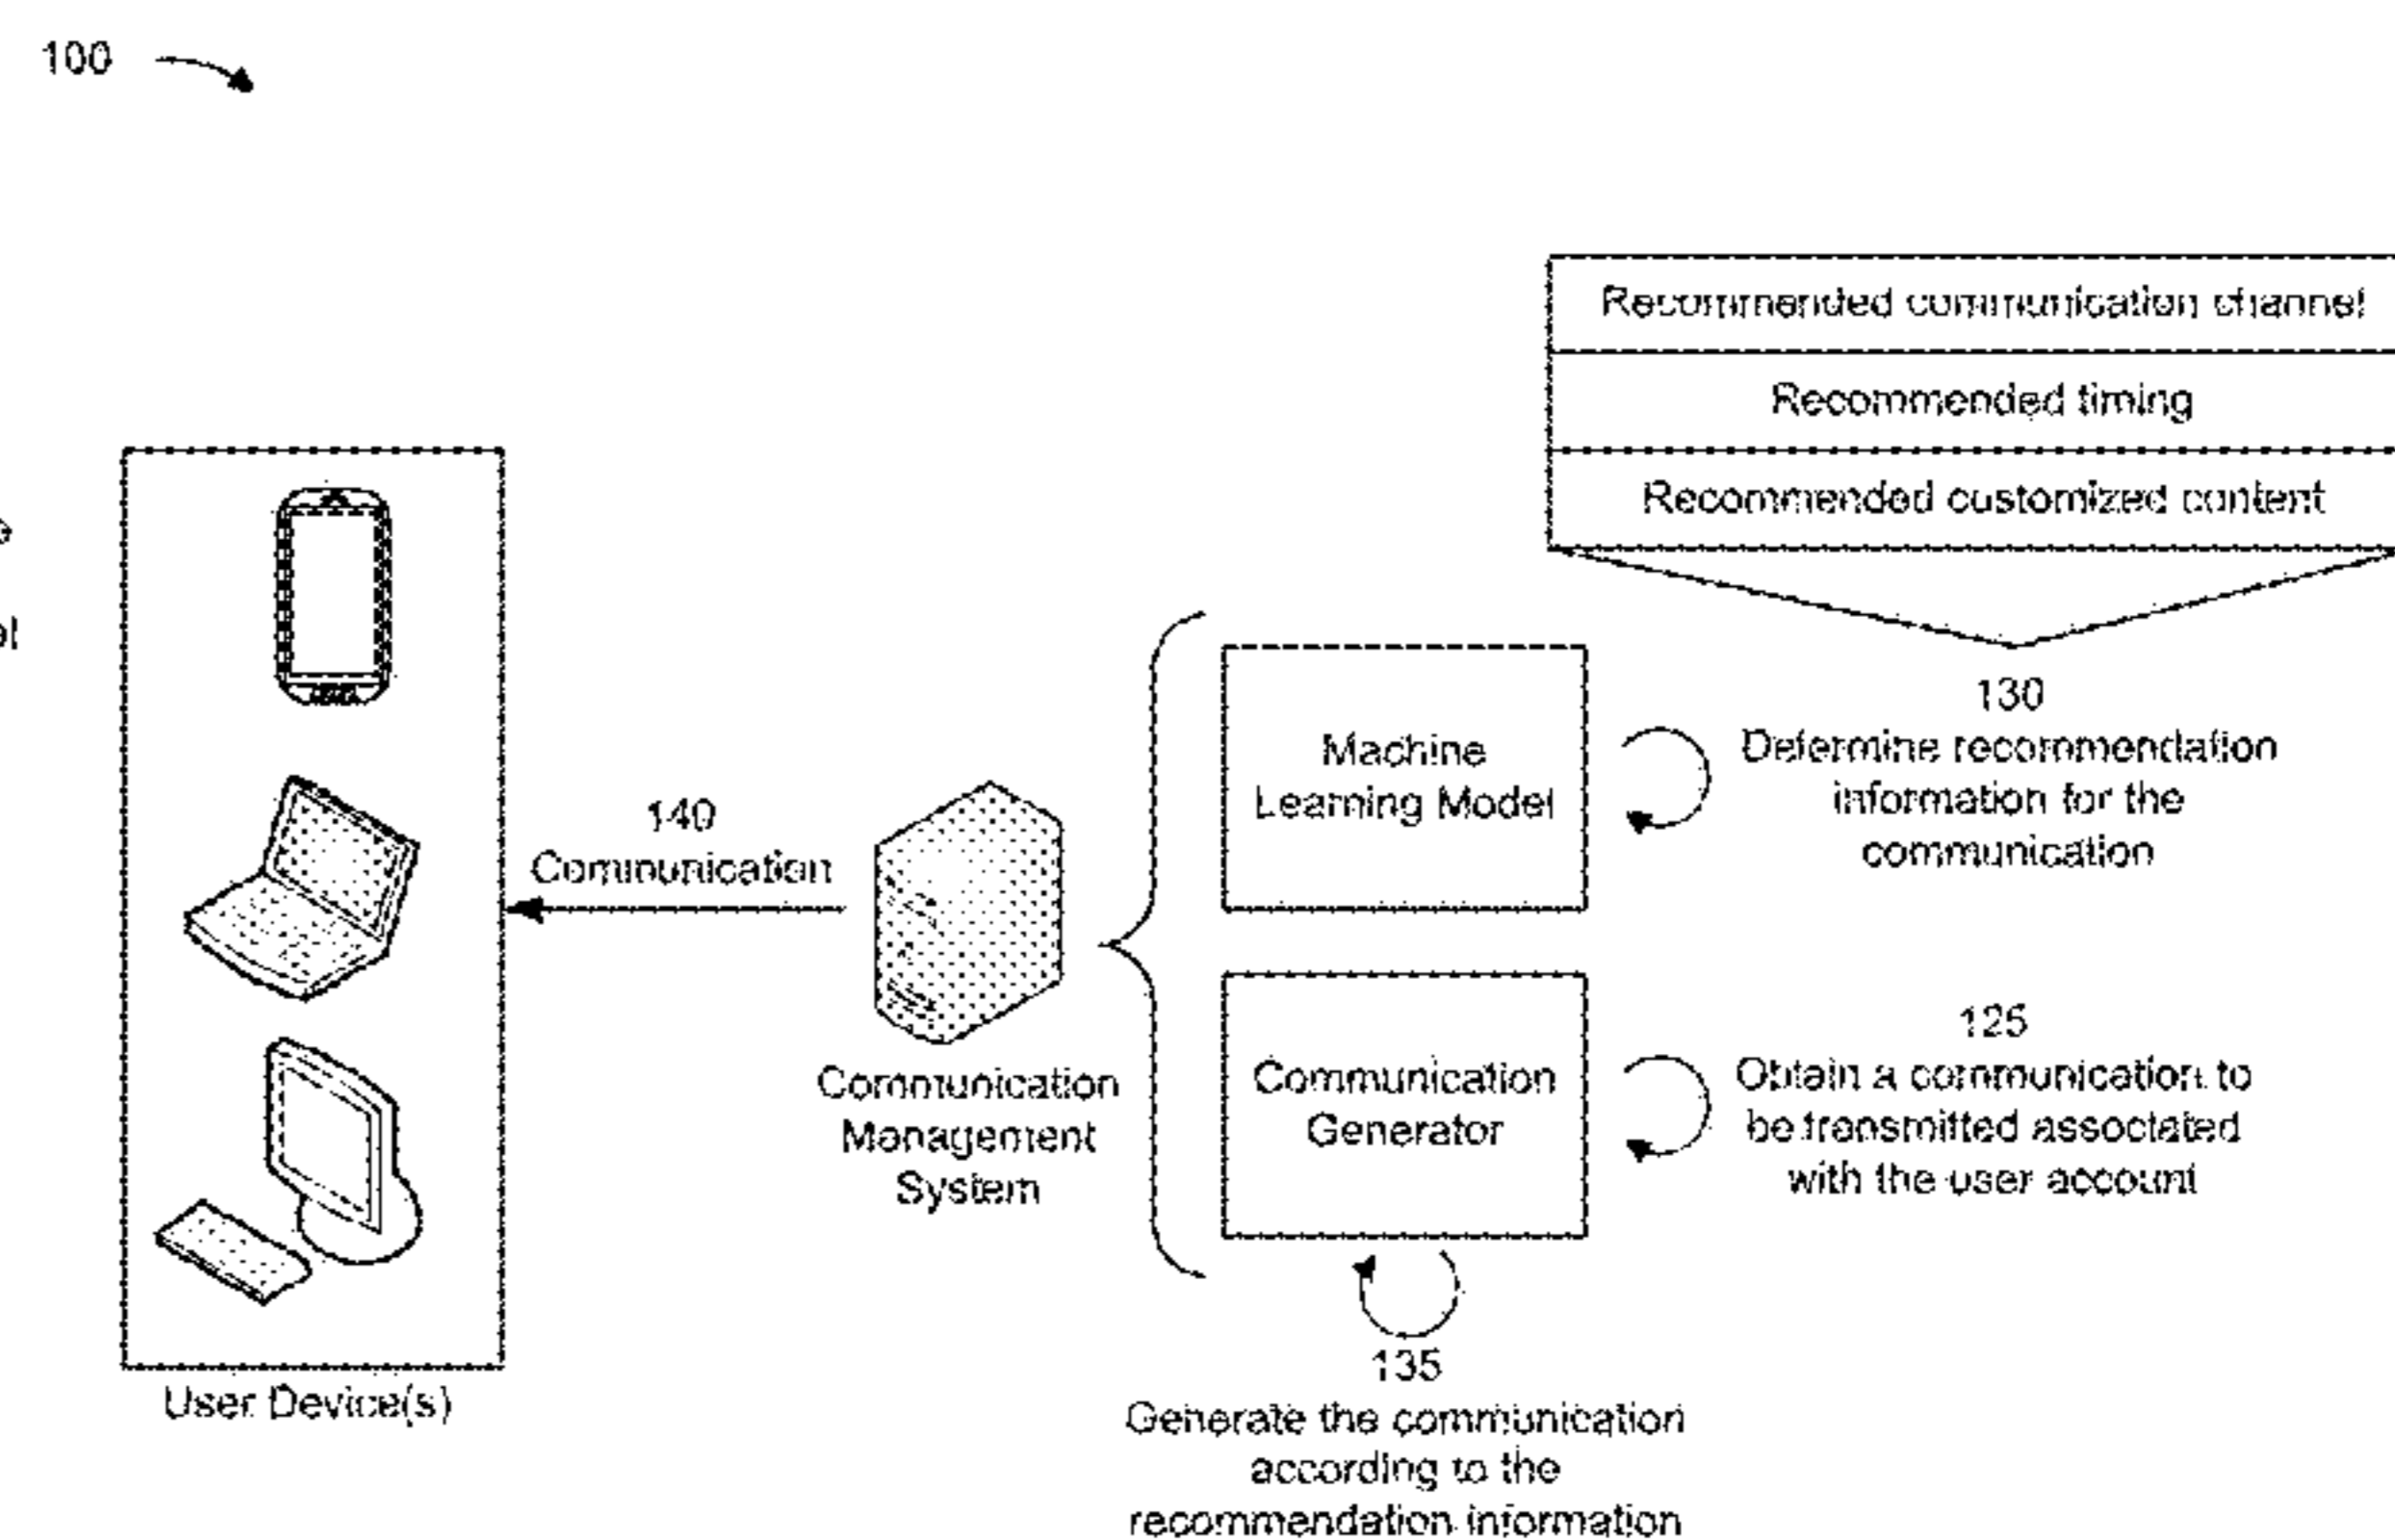 100
Recommended communication channel
Recommended timing
Recommended customized content
130
Determine recommendation
information for the
communication
Machine
Learning Model
140
Communication
Communication
Management
System
Communication
Generator
125
Obtain a communication to
be transmitted associated
with the user account
User Device(s)
135
Generate the communication
according to the
recommendation information